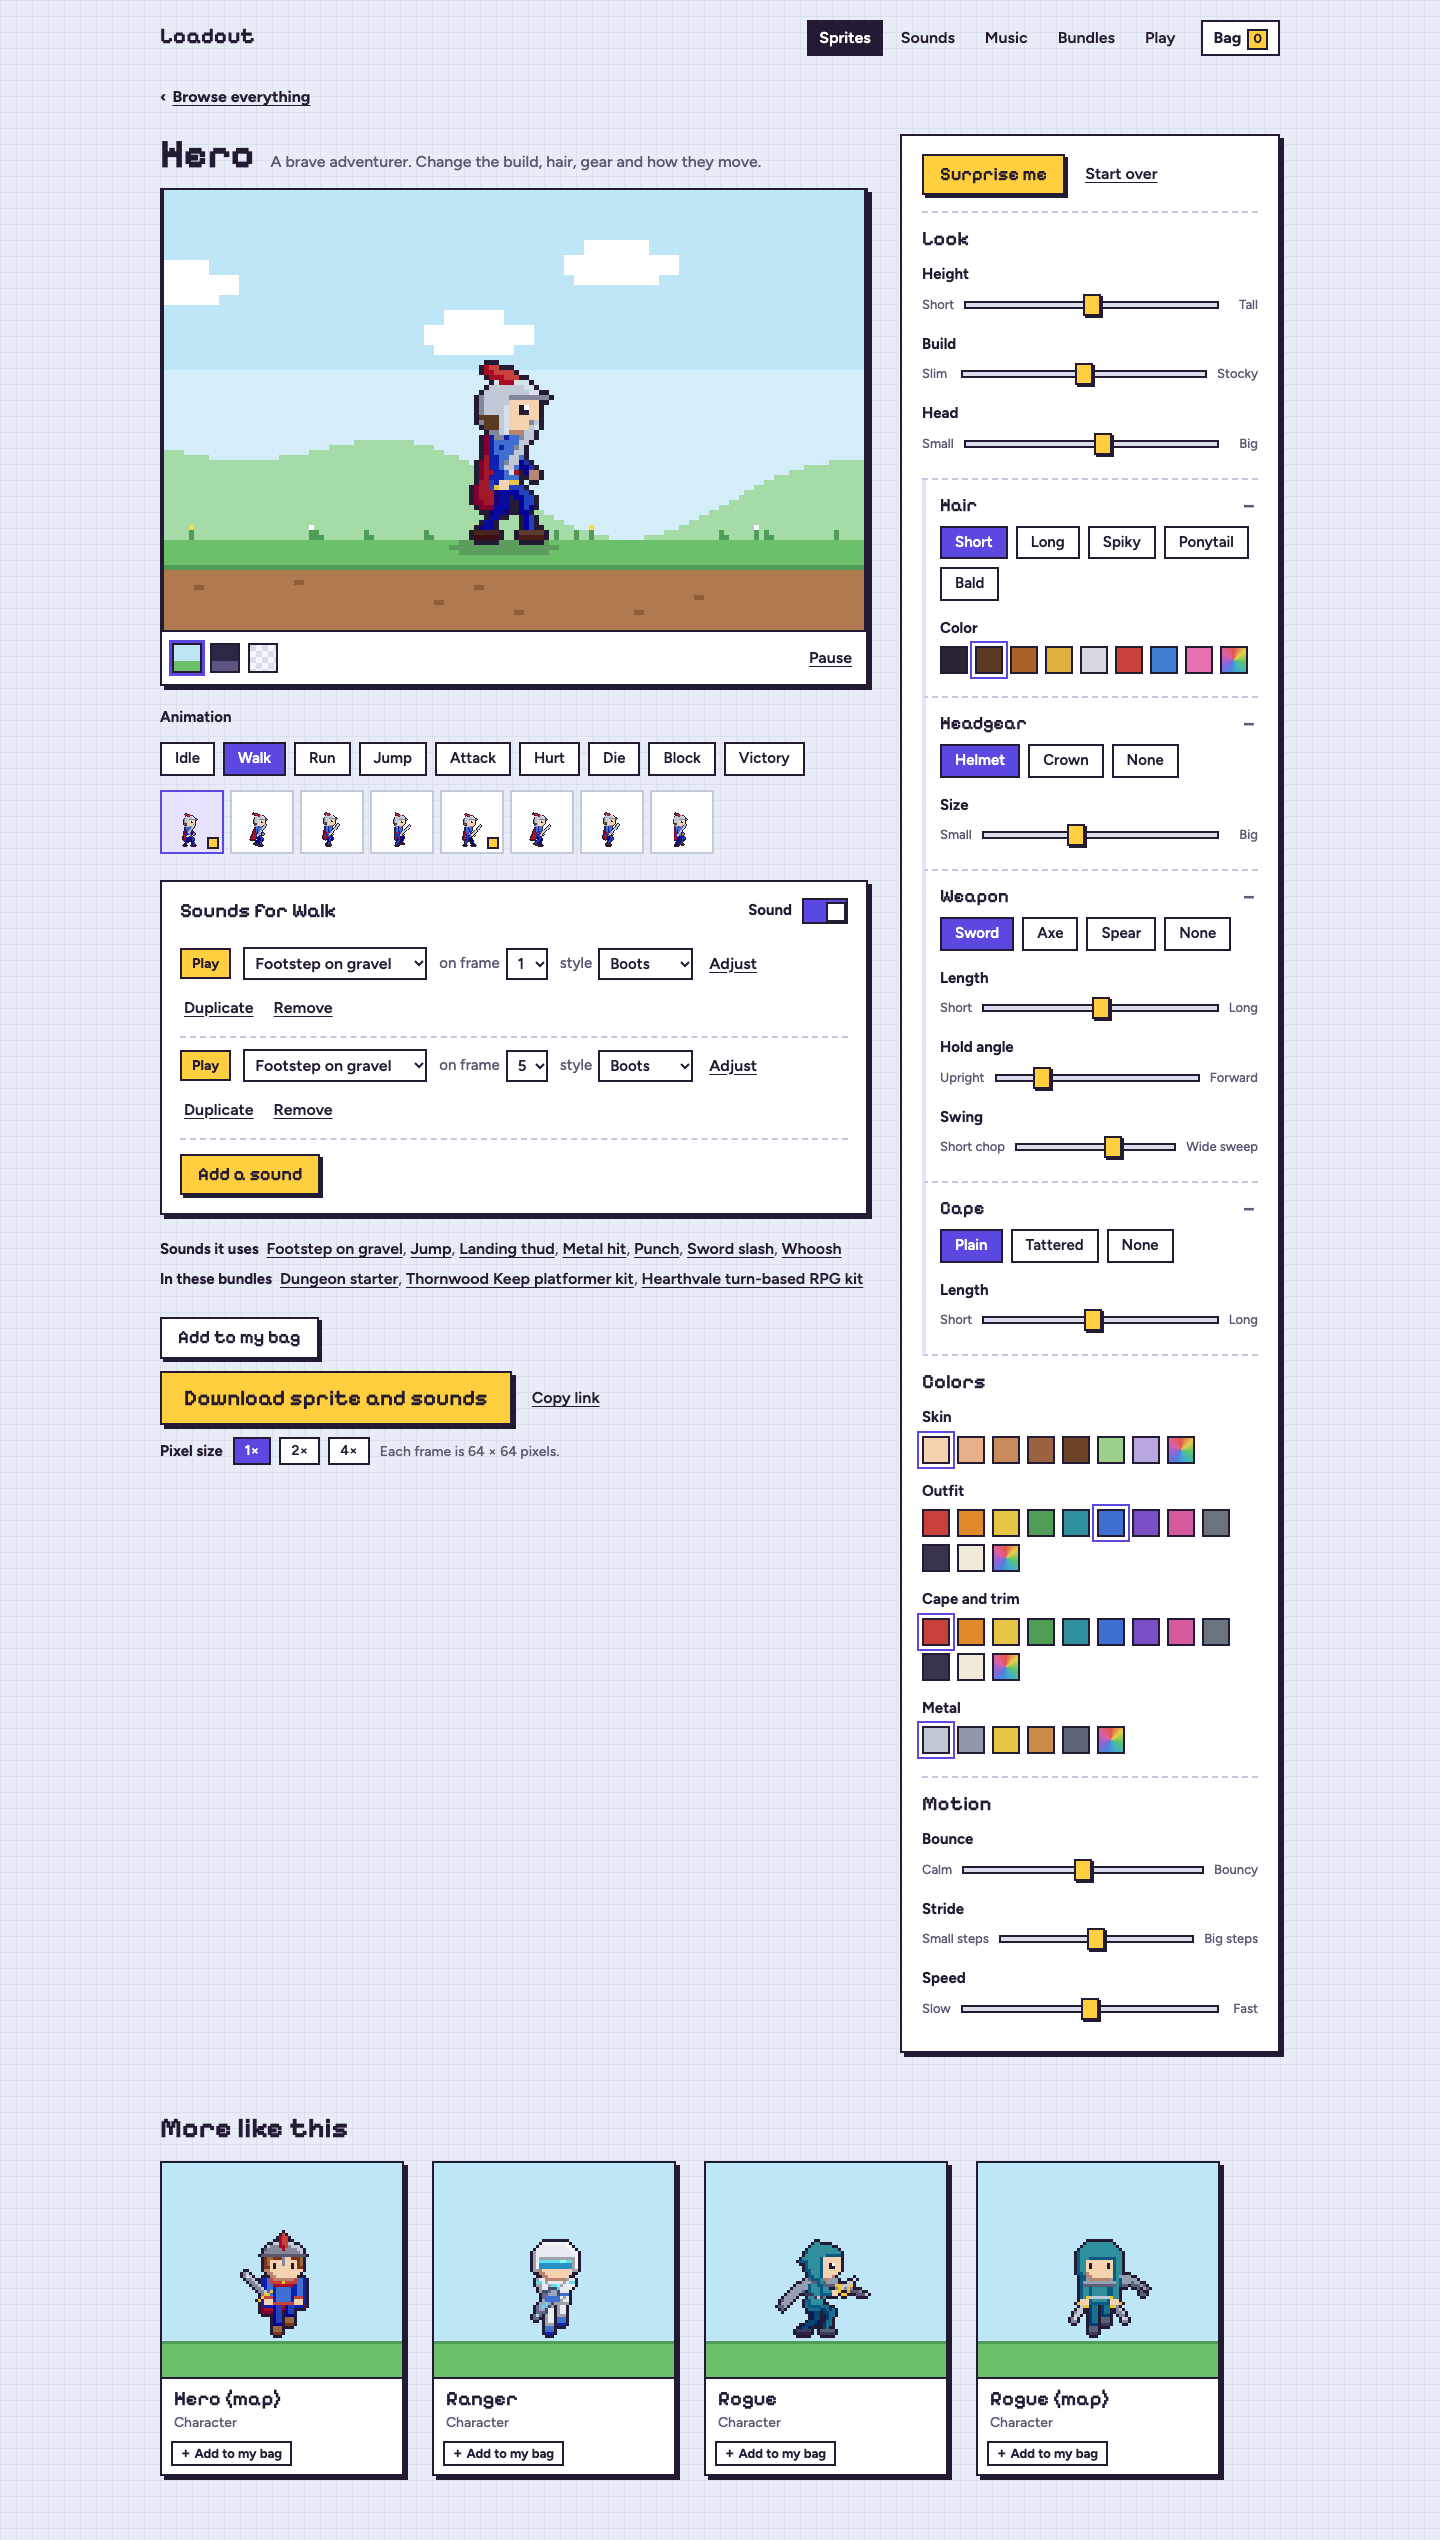 Loadout
Sprites Sounds Music Bundles Play Bag 0
‹ Browse everything
Hero A brave adventurer. Change the build, hair, gear and how they move.
Pause
Animation
Idle Walk Run Jump Attack Hurt Die Block Victory
Sounds for Walk Sound
Play Footstep on gravel on frame 1 style Boots Adjust
Duplicate Remove
Play Footstep on gravel on frame 5 style Boots Adjust
Duplicate Remove
Add a sound
Sounds it uses Footstep on gravel, Jump, Landing thud, Metal hit, Punch, Sword slash, Whoosh
In these bundles Dungeon starter, Thornwood Keep platformer kit, Hearthvale turn-based RPG kit
Add to my bag
Download sprite and sounds Copy link
Pixel size 1× 2× 4× Each frame is 64 × 64 pixels.
Surprise me Start over
Look
Height
Short Tall
Build
Slim Stocky
Head
Small Big
Hair −
Short Long Spiky Ponytail
Bald
Color
Headgear −
Helmet Crown None
Size
Small Big
Weapon −
Sword Axe Spear None
Length
Short Long
Hold angle
Upright Forward
Swing
Short chop Wide sweep
Cape −
Plain Tattered None
Length
Short Long
Colors
Skin
Outfit
Cape and trim
Metal
Motion
Bounce
Calm Bouncy
Stride
Small steps Big steps
Speed
Slow Fast
More like this
Hero (map)
Character
+ Add to my bag
Ranger
Character
+ Add to my bag
Rogue
Character
+ Add to my bag
Rogue (map)
Character
+ Add to my bag